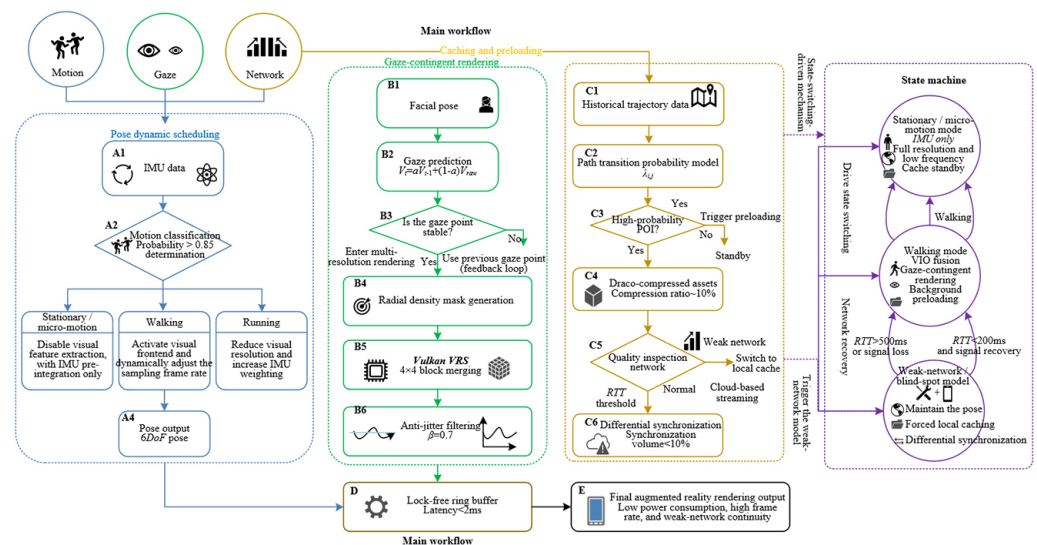 Main workflow
Motion
Gaze
Network
Caching and preloading
Gaze-contingent rendering
Pose dynamic scheduling
A1
IMU data
A2
Motion classification
Probability > 0.85
determination
Stationary /
micro-motion
Disable visual
feature extraction,
with IMU pre-
integration only
Walking
Activate visual
frontend and
dynamically adjust the
sampling frame rate
Running
Reduce visual
resolution and
increase IMU
weighting
A4
Pose output
6DoF pose
B1
Facial pose
B2
Gaze prediction
Vt=aVt-1+(1-a)Vraw
B3
Is the gaze point
stable?
No
Enter multi-
resolution rendering
Yes
Use previous gaze point
(feedback loop)
B4
Radial density mask generation
B5
Vulkan VRS
4×4 block merging
B6
Anti-jitter filtering
β=0.7
C1
Historical trajectory data
C2
Path transition probability model
λi,j
Yes
C3
High-probability
POI?
Trigger preloading
No
Standby
Yes
C4
Draco-compressed assets
Compression ratio~10%
C5
Quality inspection
network
Weak network
Switch to
local cache
RTT
threshold
Normal
Cloud-based
streaming
C6
Differential synchronization
Synchronization
volume<10%
State-switching-
driven mechanism
Drive state switching
Network
recovery
Trigger the weak-
network model
State machine
Stationary / micro-
motion mode
IMU only
Full resolution and
low frequency
Cache standby
Walking
Walking mode
VIO fusion
Gaze-contingent
rendering
Background
preloading
RTT>500ms
or signal loss
RTT<200ms
and signal recovery
Weak-network /
blind-spot model
+
Maintain the pose
Forced local caching
Differential synchronization
D
Lock-free ring buffer
Latency<2ms
E
Final augmented reality rendering output
Low power consumption, high frame
rate, and weak-network continuity
Main workflow